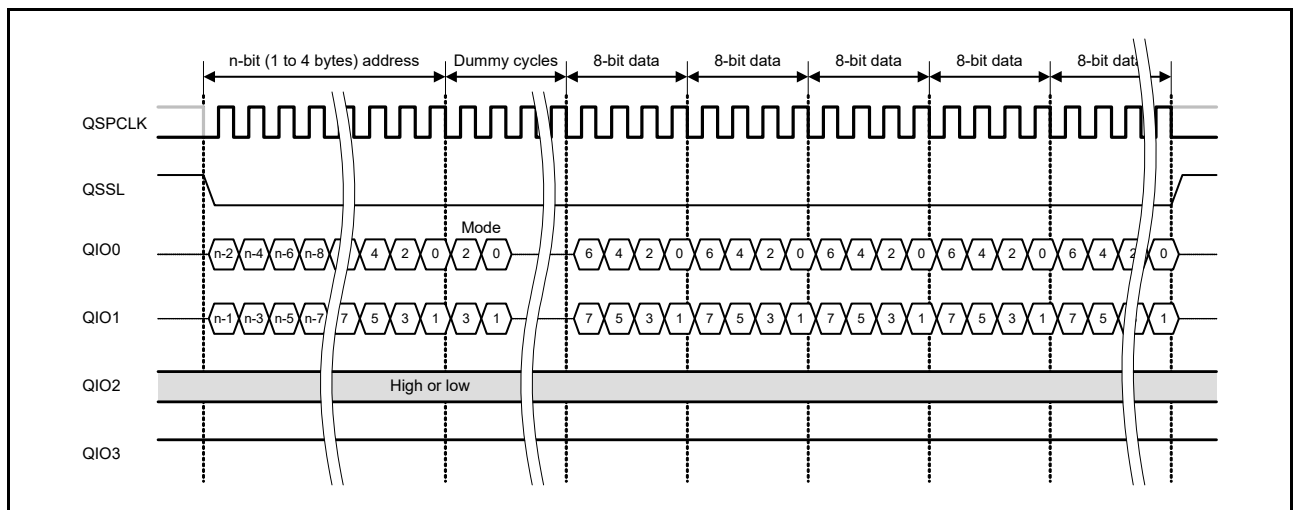 n-bit (1 to 4 bytes) address Dummy cycles 8-bit data 8-bit data 8-bit data 8-bit data 8-bit data
QSPCLK
QSSL
Mode
QIO0 n-2 n-4 n-6 n-8 4 2 0 2 0 6 4 2 0 6 4 2 0 6 4 2 0 6 4 2 0 6 4 2 0
QIO1 n-1 n-3 n-5 n-7 7 5 3 1 3 1 7 5 3 1 7 5 3 1 7 5 3 1 7 5 3 1 7 5 1
QIO2 High or low
QIO3